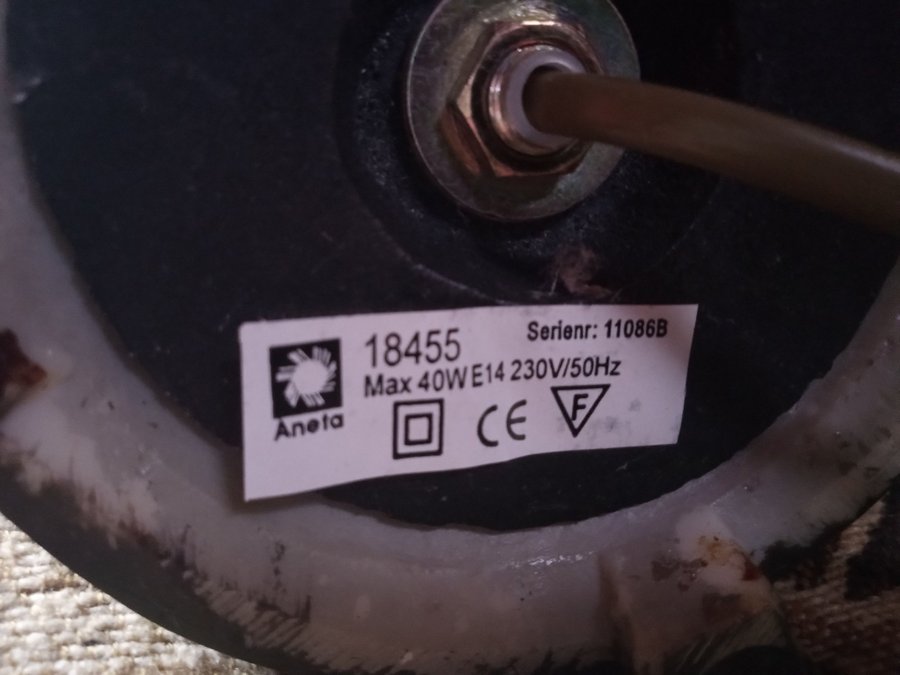 18455
Serienr: 11086B
Max 40W E14 230V/50Hz
Aneta
CE
F